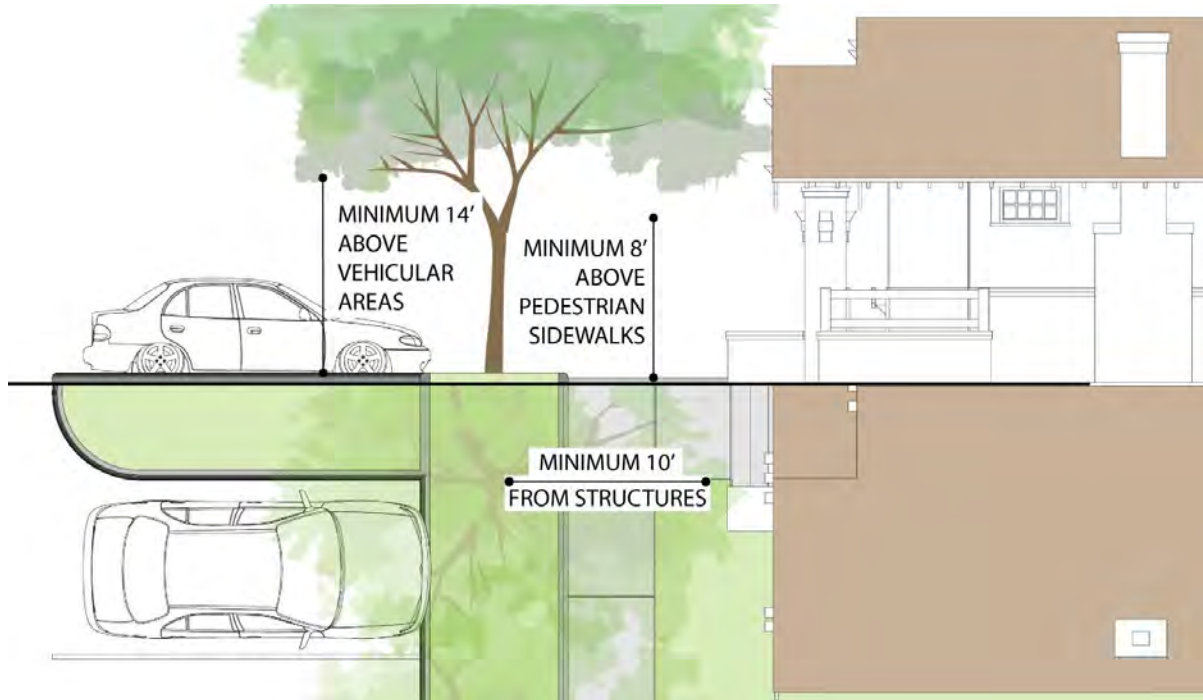 MINIMUM 14’
ABOVE
VEHICULAR
AREAS
MINIMUM 8’
ABOVE
PEDESTRIAN
SIDEWALKS
MINIMUM 10’
FROM STRUCTURES